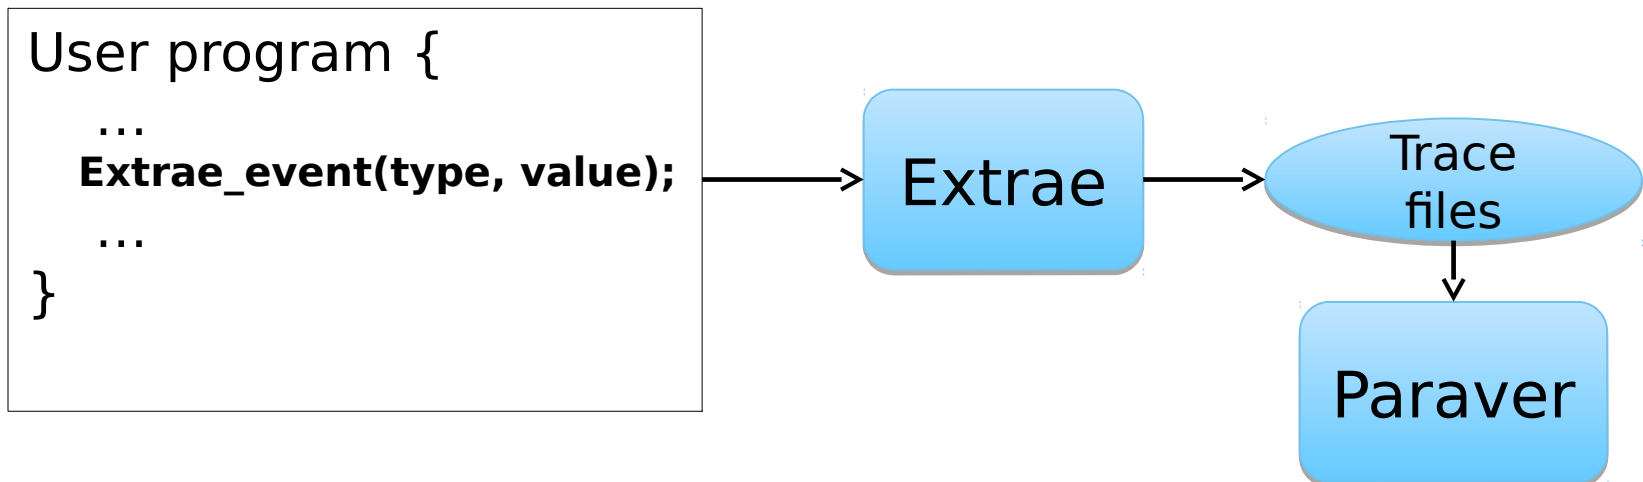 User program {
...
Extrae_event(type, value);
...
}
Extrae
Trace
files
Paraver